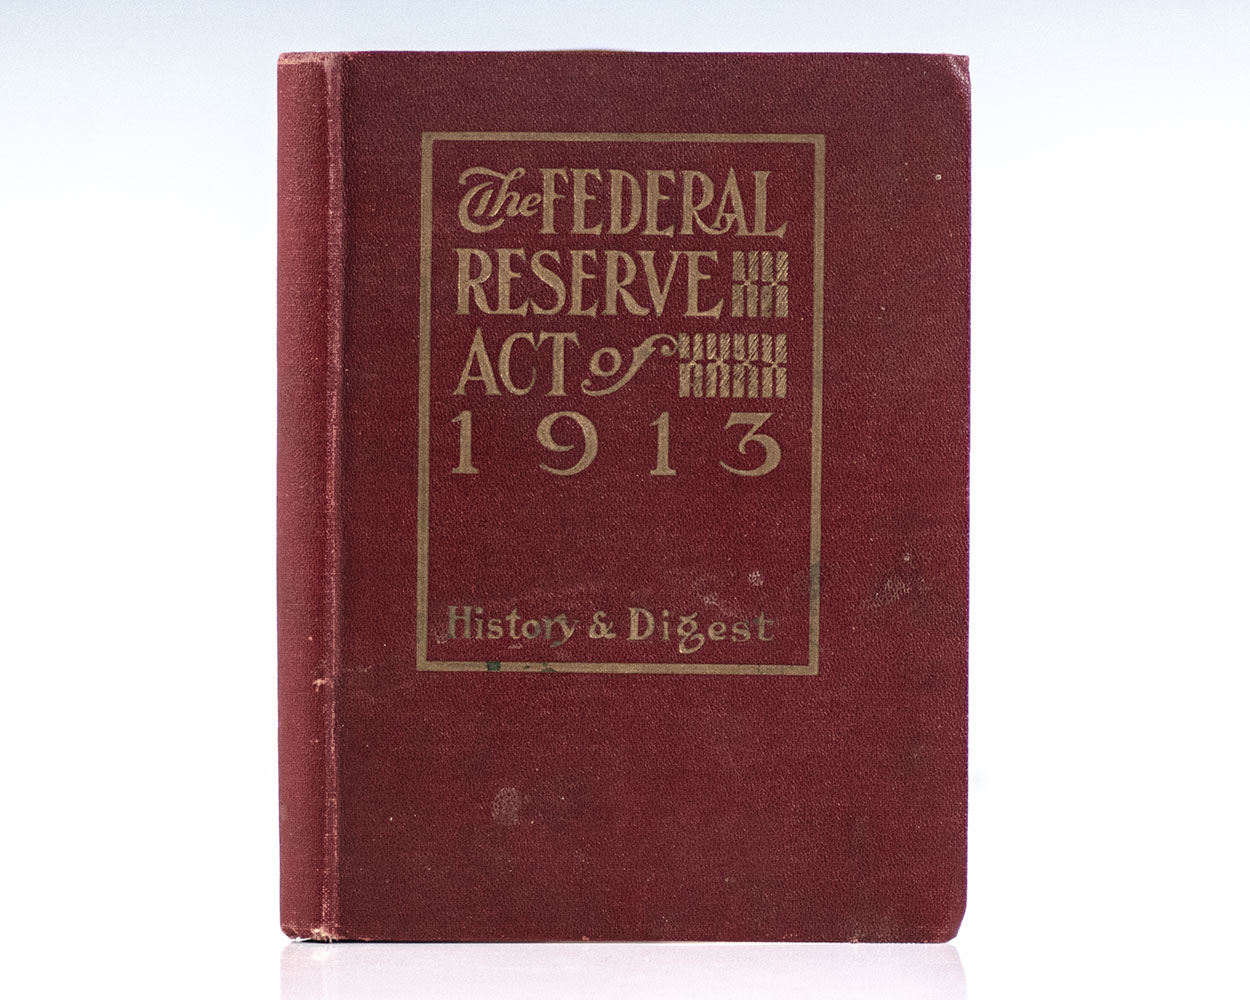 The FEDERAL
RESERVE
ACT of
1913
History & Digest